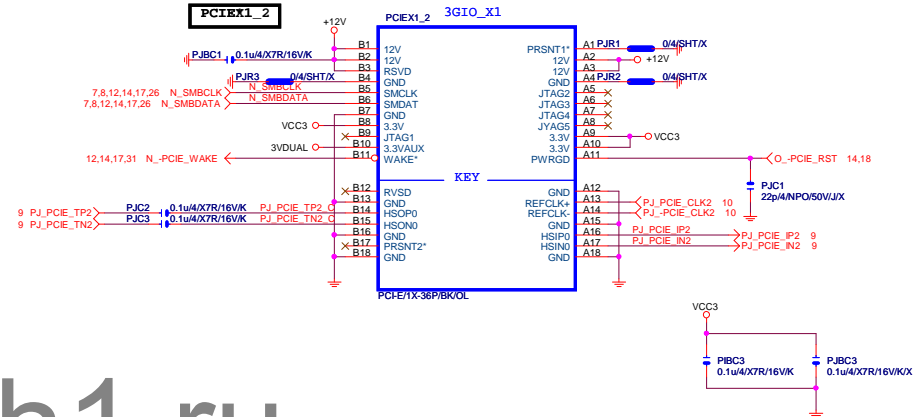 PCIEX1_2
PCIEX1_2 3GIO_X1
+12V
B1 12V
B2 12V
B3 RSVD
B4 GND
B5 SMCLK
B6 SMDAT
B7 GND
B8 3.3V
B9 JTAG1
B10 3.3VAUX
B11 WAKE*
KEY
B12 RVSD
B13 GND
B14 HSOP0
B15 HSON0
B16 GND
B17 PRSNT2*
B18 GND
PRSNT1* A1
12V A2
12V A3
GND A4
JTAG2 A5
JTAG3 A6
JTAG4 A7
JYAG5 A8
3.3V A9
3.3V A10
PWRGD A11
GND A12
REFCLK+ A13
REFCLK- A14
GND A15
HSIP0 A16
HSIN0 A17
GND A18
PCI-E/1X-36P/BK/OL
PJBC1 0.1u/4/X7R/16V/K
PJR3 0/4/SHT/X
7,8,12,14,17,26 N_SMBCLK N_SMBCLK
7,8,12,14,17,26 N_SMBDATA N_SMBDATA
VCC3
3VDUAL
12,14,17,31 N_-PCIE_WAKE
9 PJ_PCIE_TP2 PJC2 0.1u/4/X7R/16V/K PJ_PCIE_TP2_C
9 PJ_PCIE_TN2 PJC3 0.1u/4/X7R/16V/K PJ_PCIE_TN2_C
PJR1 0/4/SHT/X
+12V
PJR2 0/4/SHT/X
VCC3
O_-PCIE_RST 14,18
PJC1
22p/4/NPO/50V/J/X
PJ_PCIE_CLK2 10
PJ_-PCIE_CLK2 10
PJ_PCIE_IP2 PJ_PCIE_IP2 9
PJ_PCIE_IN2 PJ_PCIE_IN2 9
VCC3
PIBC3
0.1u/4/X7R/16V/K
PJBC3
0.1u/4/X7R/16V/K/X
b1.ru